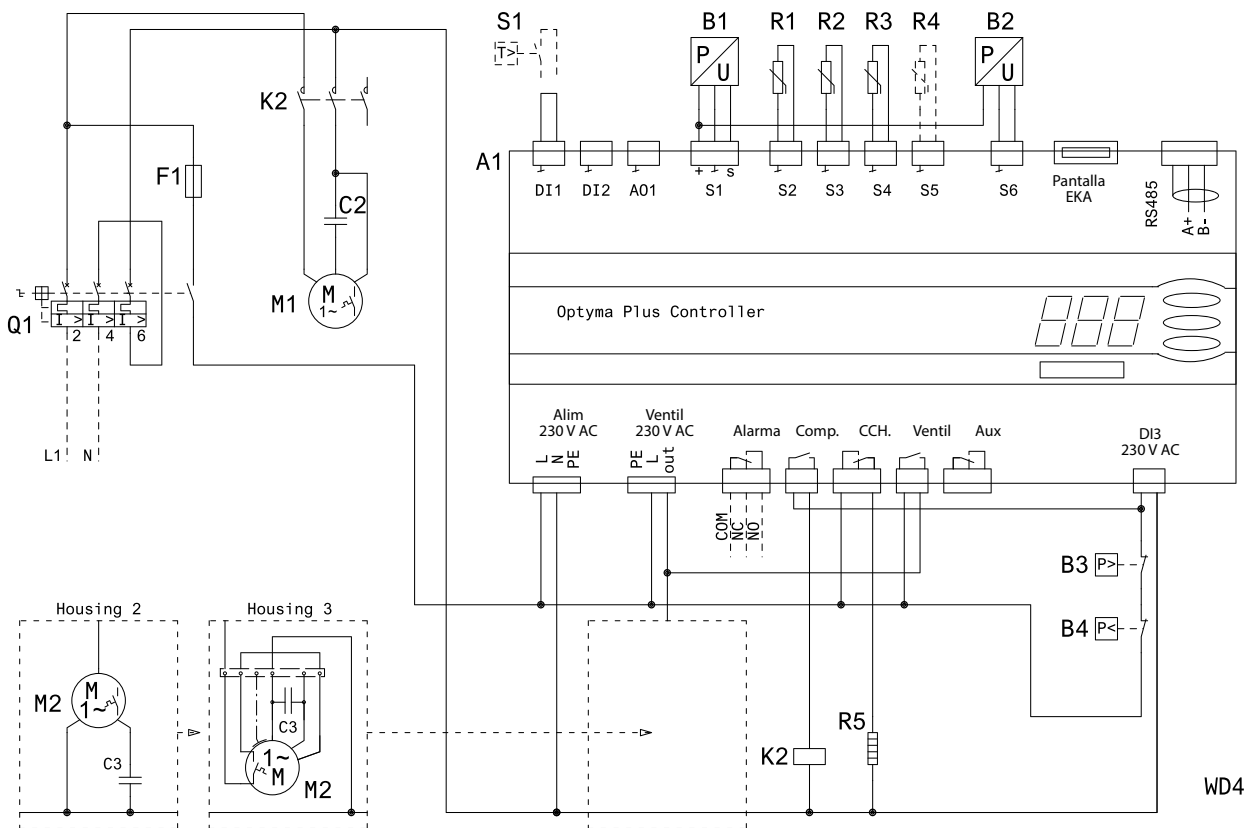 S1 B1 R1 R2 R3 R4 B2
T>
P U
P U
K2
F1
A1
+ s
DI1 DI2 AO1 S1 S2 S3 S4 S5 S6
Pantalla
EKA
RS485
A+
B-
C2
M
1~
M1
Q1
I > I > I >
2 4 6
L1 N
Optyma Plus Controller
Alim
230 V AC
Ventil
230 V AC
Alarma Comp. CCH. Ventil Aux
DI3
230 V AC
L
N
PE
PE
L
out
COM
NC
NO
B3 P>
B4 P<
Housing 2 Housing 3
M
1~
M2
C3
C3
1~
M
M2
K2
R5
WD4